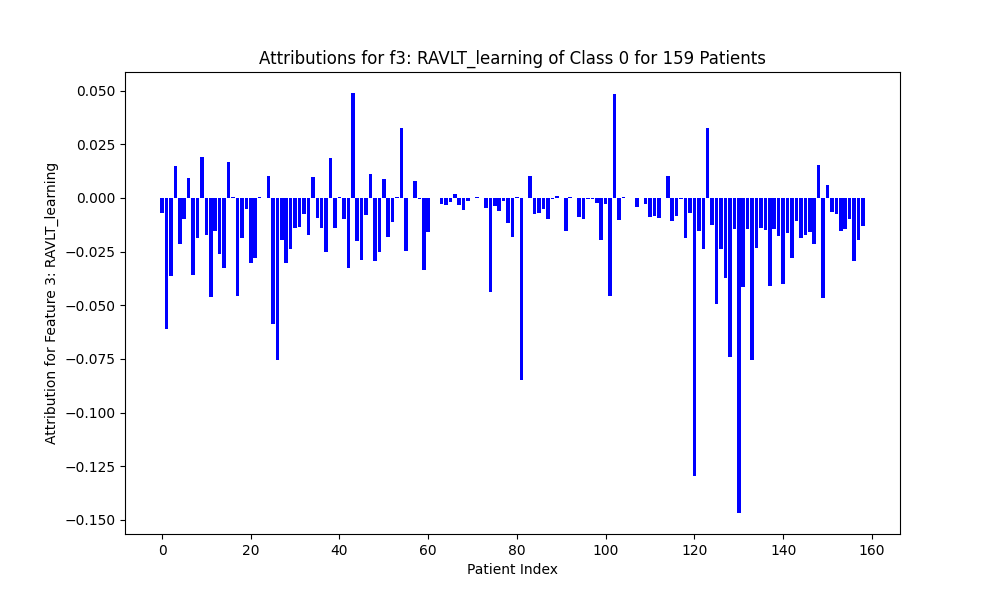 Attributions for f3: RAVLT_learning of Class 0 for 159 Patients
Attribution for Feature 3: RAVLT_learning
0.050
0.025
0.000
−0.025
−0.050
−0.075
−0.100
−0.125
−0.150
0 20 40 60 80 100 120 140 160
Patient Index